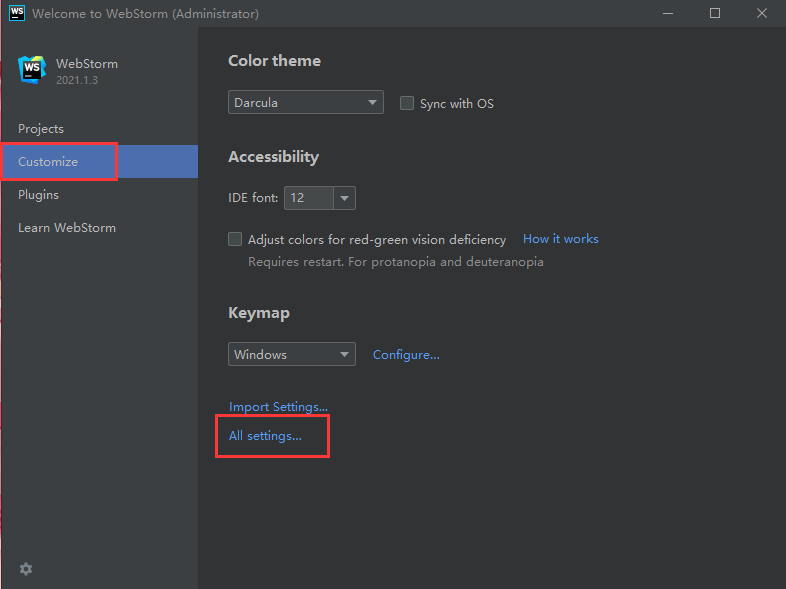 WS Welcome to WebStorm (Administrator)
WS WebStorm
2021.1.3
Projects
Customize
Plugins
Learn WebStorm
Color theme
Darcula Sync with OS
Accessibility
IDE font: 12
Adjust colors for red-green vision deficiency How it works
Requires restart. For protanopia and deuteranopia
Keymap
Windows Configure...
Import Settings...
All settings...